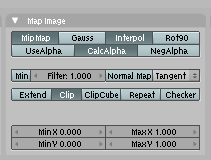 Map Image
MipMap Gauss Interpol Rot90
UseAlpha CalcAlpha NegAlpha
Min Filter: 1.000 Normal Map Tangent
Extend Clip ClipCube Repeat Checker
MinX 0.000 MaxX 1.000
MinY 0.000 MaxY 1.000